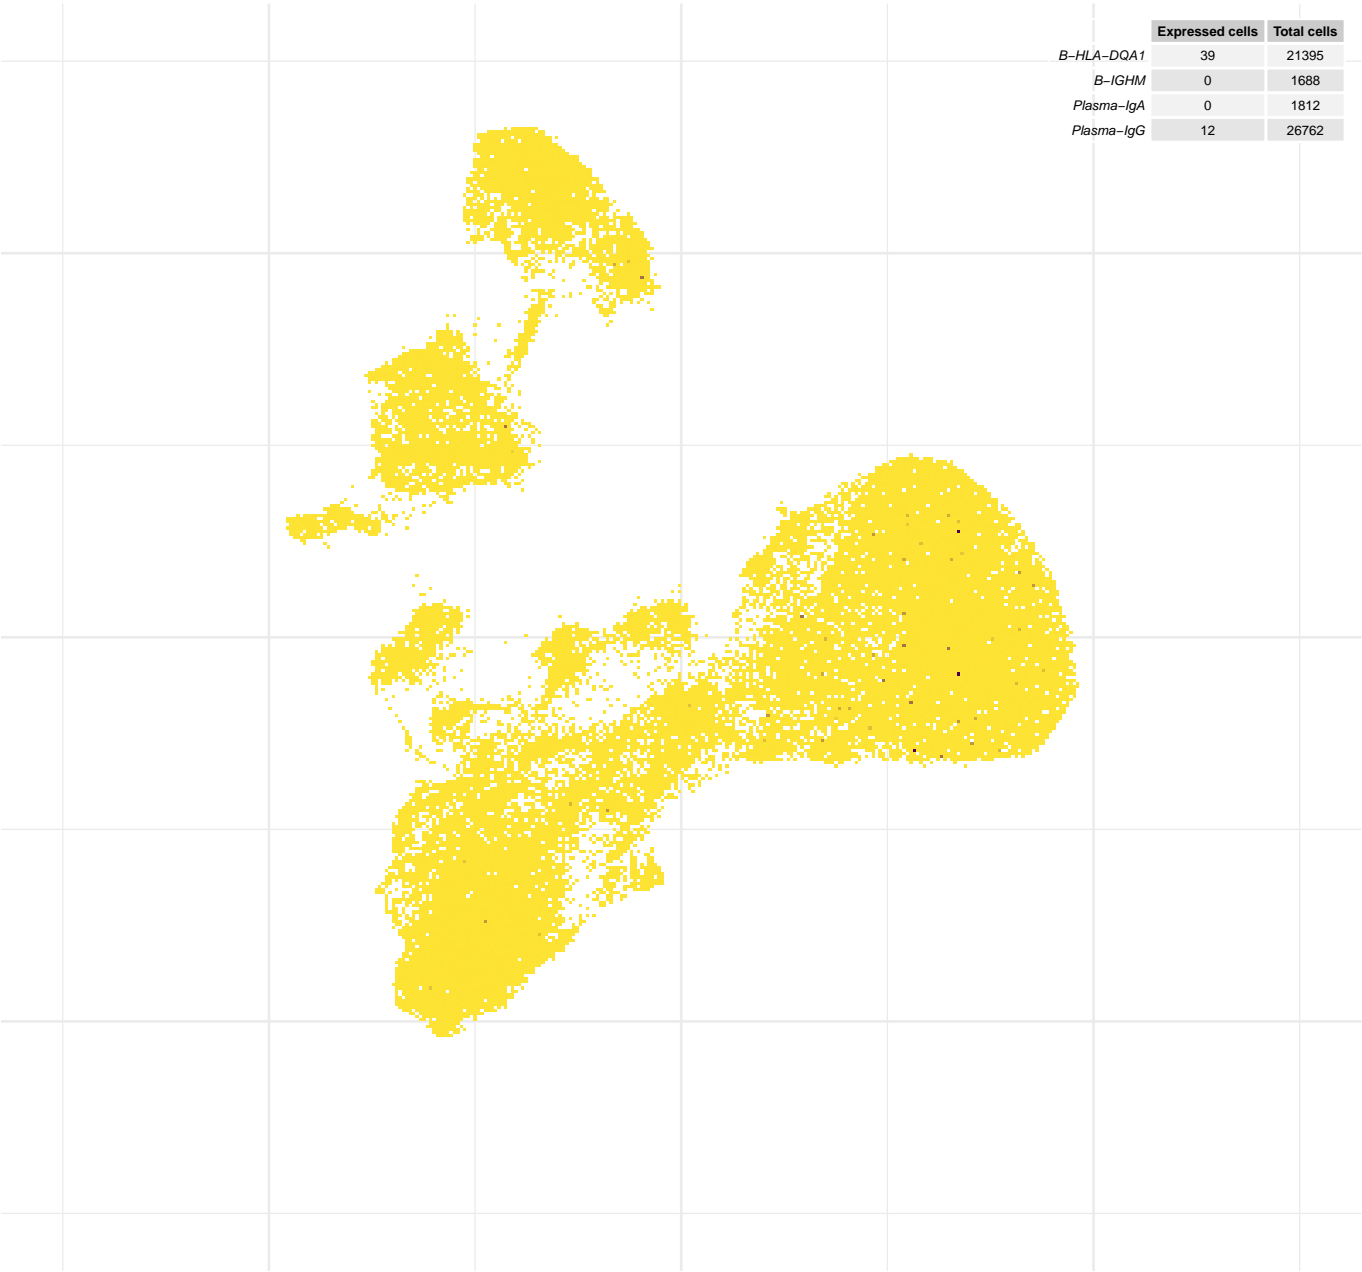 Expressed cells Total cells
B−HLA−DQA1 39 21395
B−IGHM 0 1688
Plasma−IgA 0 1812
Plasma−IgG 12 26762